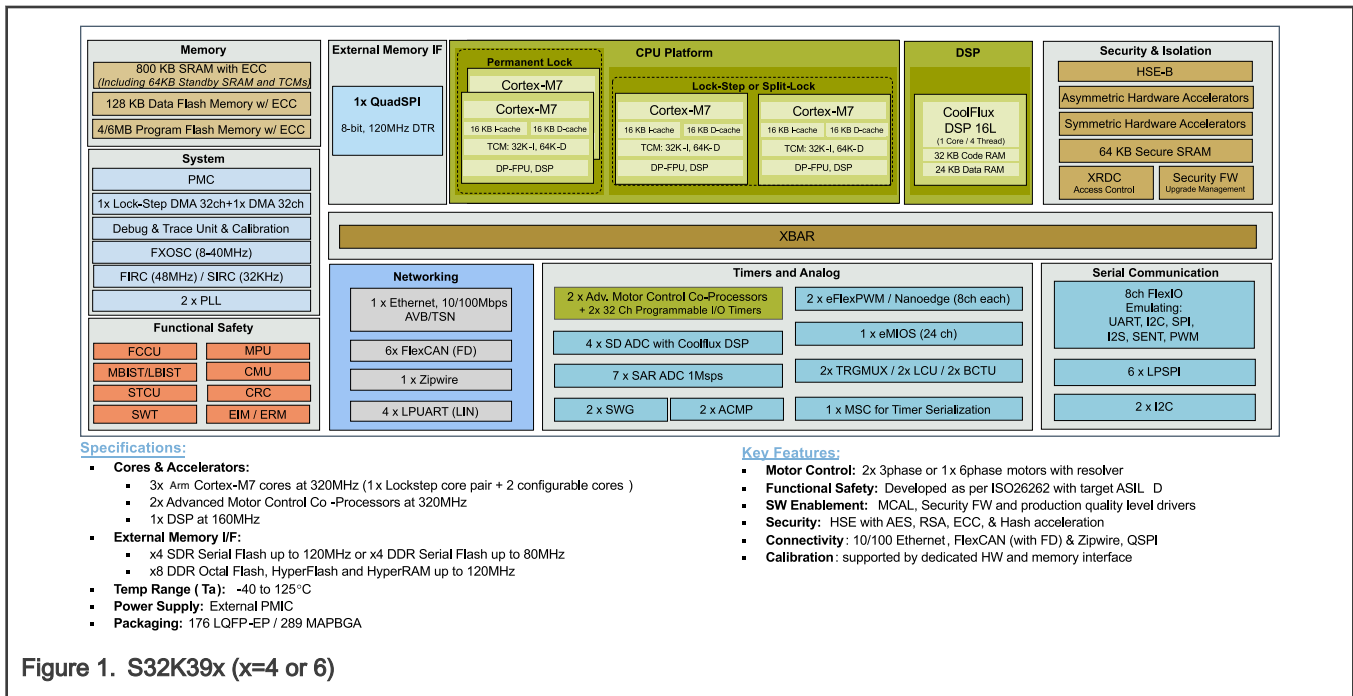 Memory
800 KB SRAM with ECC
(Including 64KB Standby SRAM and TCMs)
128 KB Data Flash Memory w/ ECC
4/6MB Program Flash Memory w/ ECC
System
PMC
1x Lock-Step DMA 32ch+1x DMA 32ch
Debug & Trace Unit & Calibration
FXOSC (8-40MHz)
FIRC (48MHz) / SIRC (32KHz)
2 x PLL
Functional Safety
FCCU
MPU
MBIST/LBIST
CMU
STCU
CRC
SWT
EIM / ERM
External Memory IF
1x QuadSPI
8-bit, 120MHz DTR
CPU Platform
Permanent Lock
Cortex-M7
Cortex-M7
16 KB I-cache
16 KB D-cache
TCM: 32K-I, 64K-D
DP-FPU, DSP
Lock-Step or Split-Lock
Cortex-M7
16 KB I-cache
16 KB D-cache
TCM: 32K-I, 64K-D
DP-FPU, DSP
Cortex-M7
16 KB I-cache
16 KB D-cache
TCM: 32K-I, 64K-D
DP-FPU, DSP
DSP
CoolFlux
DSP 16L
(1 Core / 4 Thread)
32 KB Code RAM
24 KB Data RAM
Security & Isolation
HSE-B
Asymmetric Hardware Accelerators
Symmetric Hardware Accelerators
64 KB Secure SRAM
XRDC
Access Control
Security FW
Upgrade Management
XBAR
Networking
1 x Ethernet, 10/100Mbps
AVB/TSN
6x FlexCAN (FD)
1 x Zipwire
4 x LPUART (LIN)
Timers and Analog
2 x Adv. Motor Control Co-Processors
+ 2x 32 Ch Programmable I/O Timers
4 x SD ADC with Coolflux DSP
7 x SAR ADC 1Msps
2 x SWG
2 x ACMP
2 x eFlexPWM / Nanoedge (8ch each)
1 x eMIOS (24 ch)
2x TRGMUX / 2x LCU / 2x BCTU
1 x MSC for Timer Serialization
Serial Communication
8ch FlexIO
Emulating:
UART, I2C, SPI,
I2S, SENT, PWM
6 x LPSPI
2 x I2C
Specifications:
▪ Cores & Accelerators:
▪ 3x Arm Cortex-M7 cores at 320MHz (1x Lockstep core pair + 2 configurable cores )
▪ 2x Advanced Motor Control Co -Processors at 320MHz
▪ 1x DSP at 160MHz
▪ External Memory I/F:
▪ x4 SDR Serial Flash up to 120MHz or x4 DDR Serial Flash up to 80MHz
▪ x8 DDR Octal Flash, HyperFlash and HyperRAM up to 120MHz
▪ Temp Range ( Ta): -40 to 125°C
▪ Power Supply: External PMIC
▪ Packaging: 176 LQFP-EP / 289 MAPBGA
Key Features:
▪ Motor Control: 2x 3phase or 1x 6phase motors with resolver
▪ Functional Safety: Developed as per ISO26262 with target ASIL D
▪ SW Enablement: MCAL, Security FW and production quality level drivers
▪ Security: HSE with AES, RSA, ECC, & Hash acceleration
▪ Connectivity: 10/100 Ethernet, FlexCAN (with FD) & Zipwire, QSPI
▪ Calibration: supported by dedicated HW and memory interface
Figure 1. S32K39x (x=4 or 6)